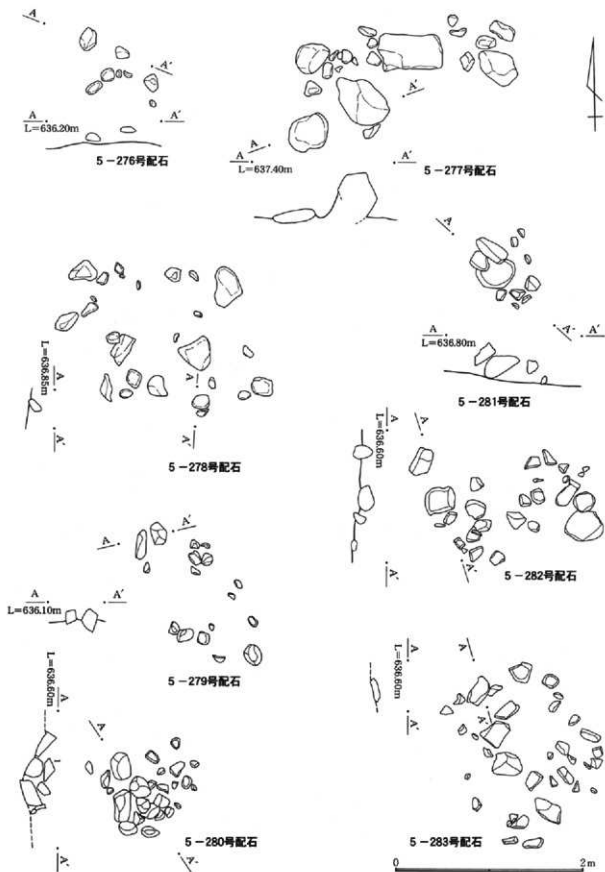 A
A'
A A'
L=636.20m
5-276号配石
A'
A
A A'
L=637.40m
5-277号配石
A
A'
A A'
L=636.80m
5-281号配石
L=636.85m
A
A'
A
A'
5-278号配石
L=636.60m
A
A'
A
A'
5-282号配石
A
A'
A A'
L=636.10m
5-279号配石
L=636.60m
A
A'
A
A'
5-280号配石
L=636.60m
A
A'
A
A'
5-283号配石
0 2m